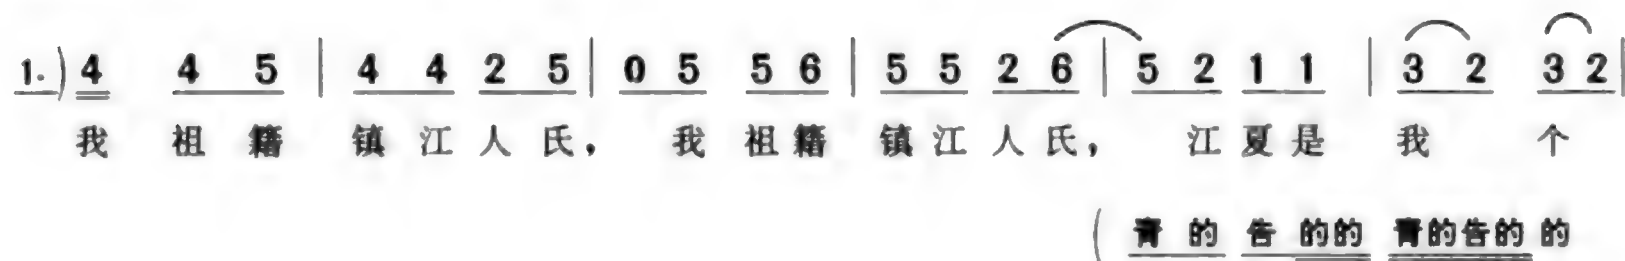 1.)4 4 5 | 4 4 2 5 | 0 5 5 6 | 5 5 2 6 | 5 2 1 1 | 3 2 3 2 |
我 祖 籍 镇 江 人 氏， 我 祖 籍 镇 江 人 氏， 江 夏 是 我 个
( 青 的 告 的的 青的告的 的